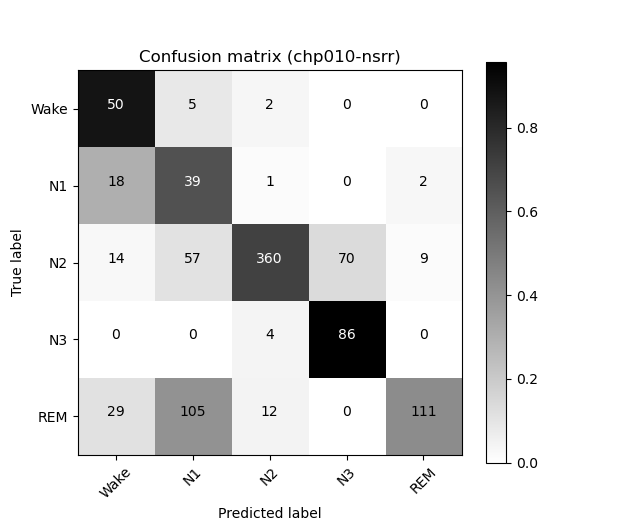 Confusion matrix (chp010-nsrr)
True label
Wake 50 5 2 0 0
N1 18 39 1 0 2
N2 14 57 360 70 9
N3 0 0 4 86 0
REM 29 105 12 0 111
Wake N1 N2 N3 REM
Predicted label
0.8
0.6
0.4
0.2
0.0